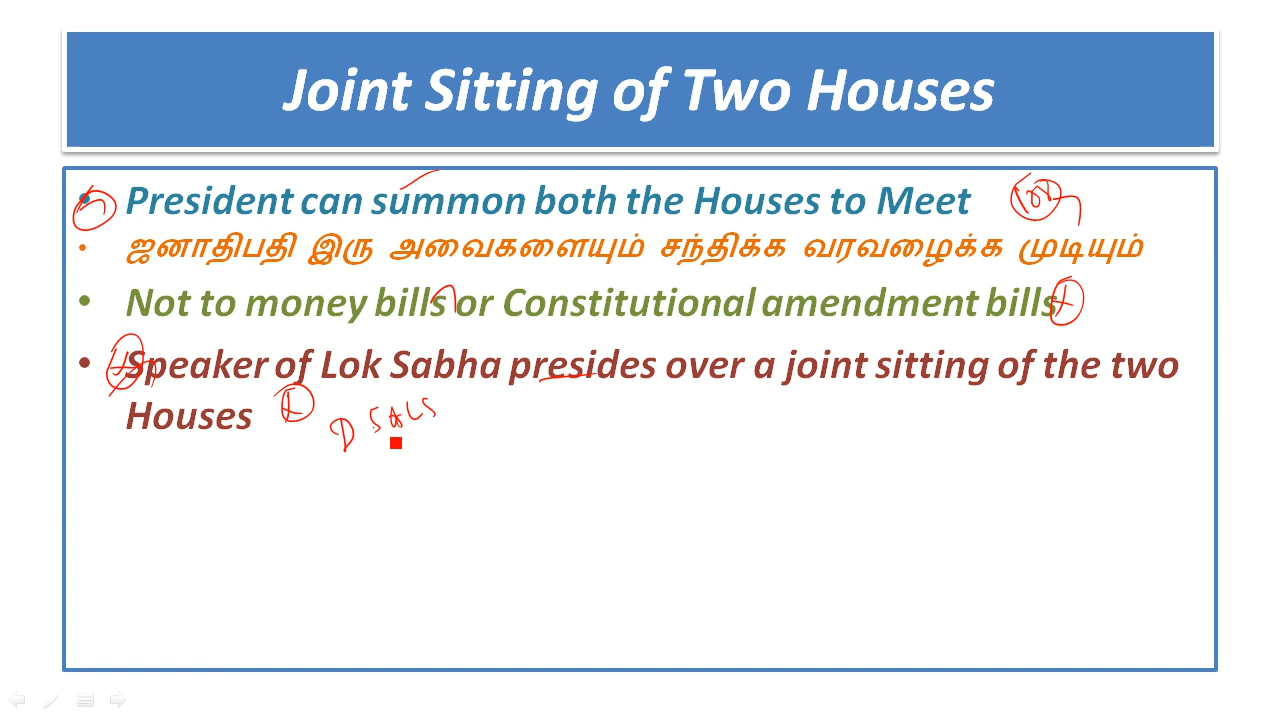 Joint Sitting of Two Houses
• President can summon both the Houses to Meet 108
• ஜனாதிபதி இரு அவைகளையும் சந்திக்க வரவழைக்க முடியும்
• Not to money bills or Constitutional amendment bills
• Speaker of Lok Sabha presides over a joint sitting of the two
Houses